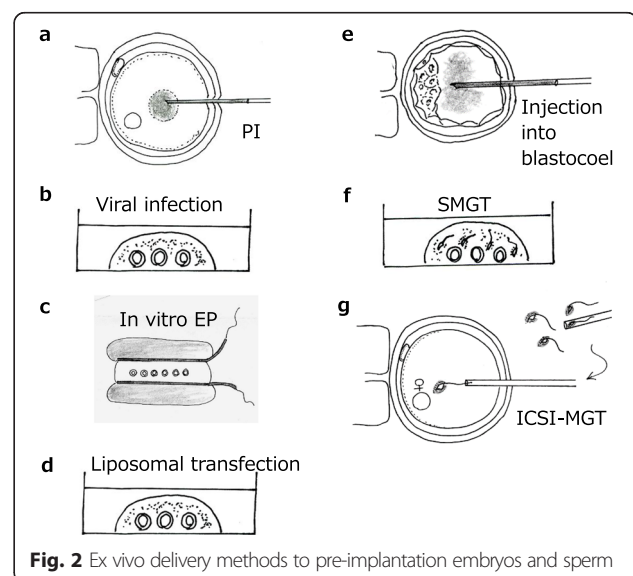 a
PI
b
Viral infection
c
In vitro EP
d
Liposomal transfection
e
Injection
into
blastocoel
f
SMGT
g
♀
ICSI-MGT
Fig. 2 Ex vivo delivery methods to pre-implantation embryos and sperm